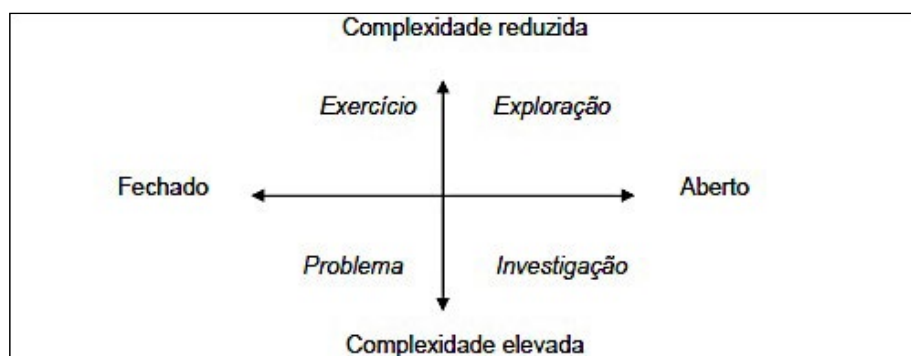 Complexidade reduzida
Exercício Exploração
Fechado Aberto
Problema Investigação
Complexidade elevada